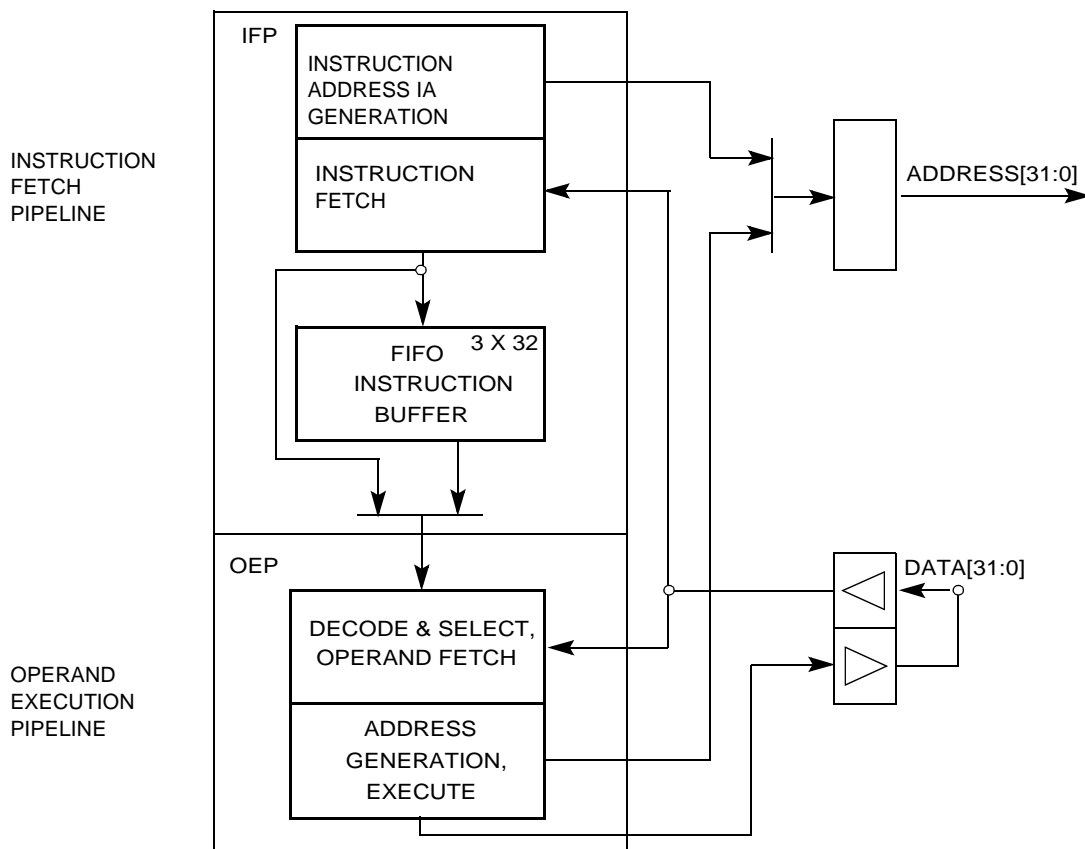 IFP
INSTRUCTION
ADDRESS IA
GENERATION
INSTRUCTION
FETCH
PIPELINE
INSTRUCTION
FETCH
ADDRESS[31:0]
3 X 32
FIFO
INSTRUCTION
BUFFER
OEP
DATA[31:0]
DECODE & SELECT,
OPERAND FETCH
OPERAND
EXECUTION
PIPELINE
ADDRESS
GENERATION,
EXECUTE